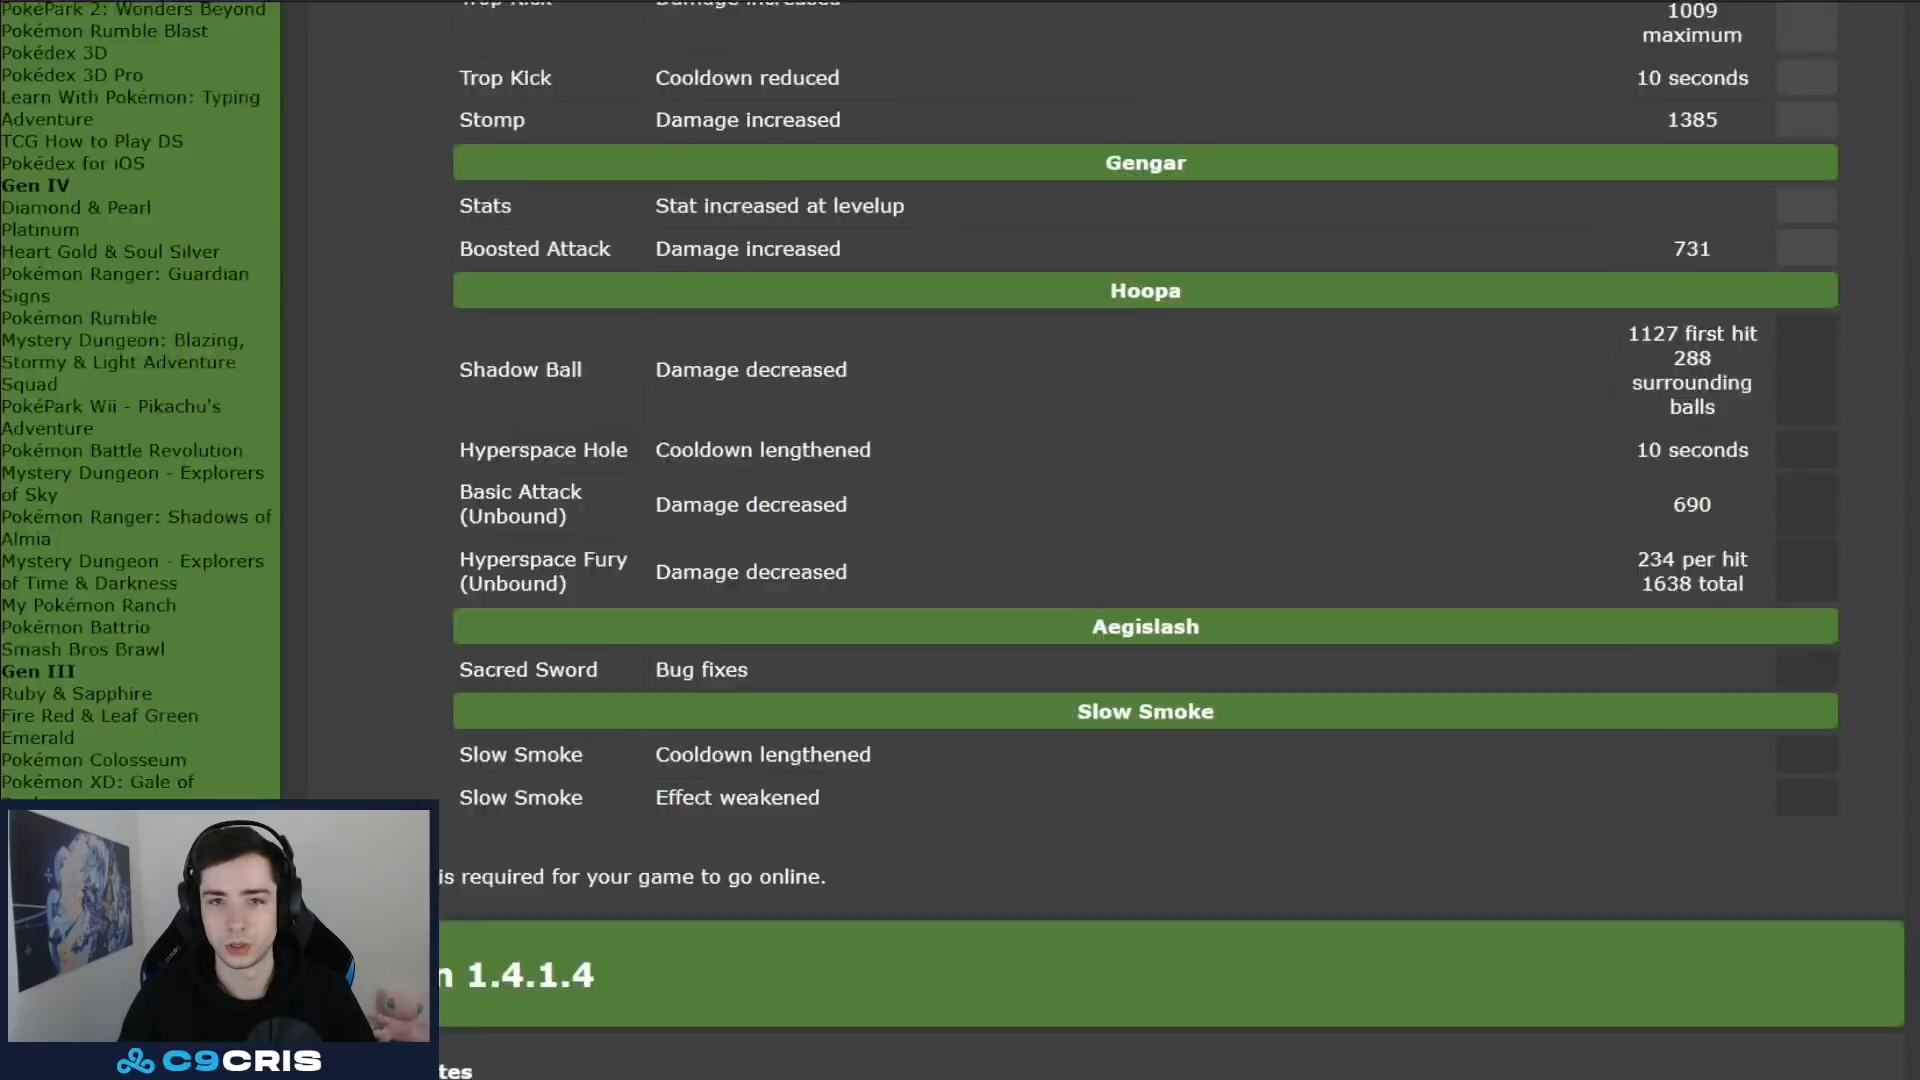 PokéPark 2: Wonders Beyond
Pokémon Rumble Blast
Pokédex 3D
Pokédex 3D Pro
Learn With Pokémon: Typing
Adventure
TCG How to Play DS
Pokédex for iOS
Gen IV
Diamond & Pearl
Platinum
Heart Gold & Soul Silver
Pokémon Ranger: Guardian
Signs
Pokémon Rumble
Mystery Dungeon: Blazing,
Stormy & Light Adventure
Squad
PokéPark Wii - Pikachu's
Adventure
Pokémon Battle Revolution
Mystery Dungeon - Explorers
of Sky
Pokémon Ranger: Shadows of
Almia
Mystery Dungeon - Explorers
of Time & Darkness
My Pokémon Ranch
Pokémon Battrio
Smash Bros Brawl
Gen III
Ruby & Sapphire
Fire Red & Leaf Green
Emerald
Pokémon Colosseum
Pokémon XD: Gale of
Trop Kick Damage increased 1009
maximum
Trop Kick Cooldown reduced 10 seconds
Stomp Damage increased 1385
Gengar
Stats Stat increased at levelup
Boosted Attack Damage increased 731
Hoopa
Shadow Ball Damage decreased 1127 first hit
288
surrounding
balls
Hyperspace Hole Cooldown lengthened 10 seconds
Basic Attack
(Unbound) Damage decreased 690
Hyperspace Fury
(Unbound) Damage decreased 234 per hit
1638 total
Aegislash
Sacred Sword Bug fixes
Slow Smoke
Slow Smoke Cooldown lengthened
Slow Smoke Effect weakened
is required for your game to go online.
n 1.4.1.4
tes
C9CRIS